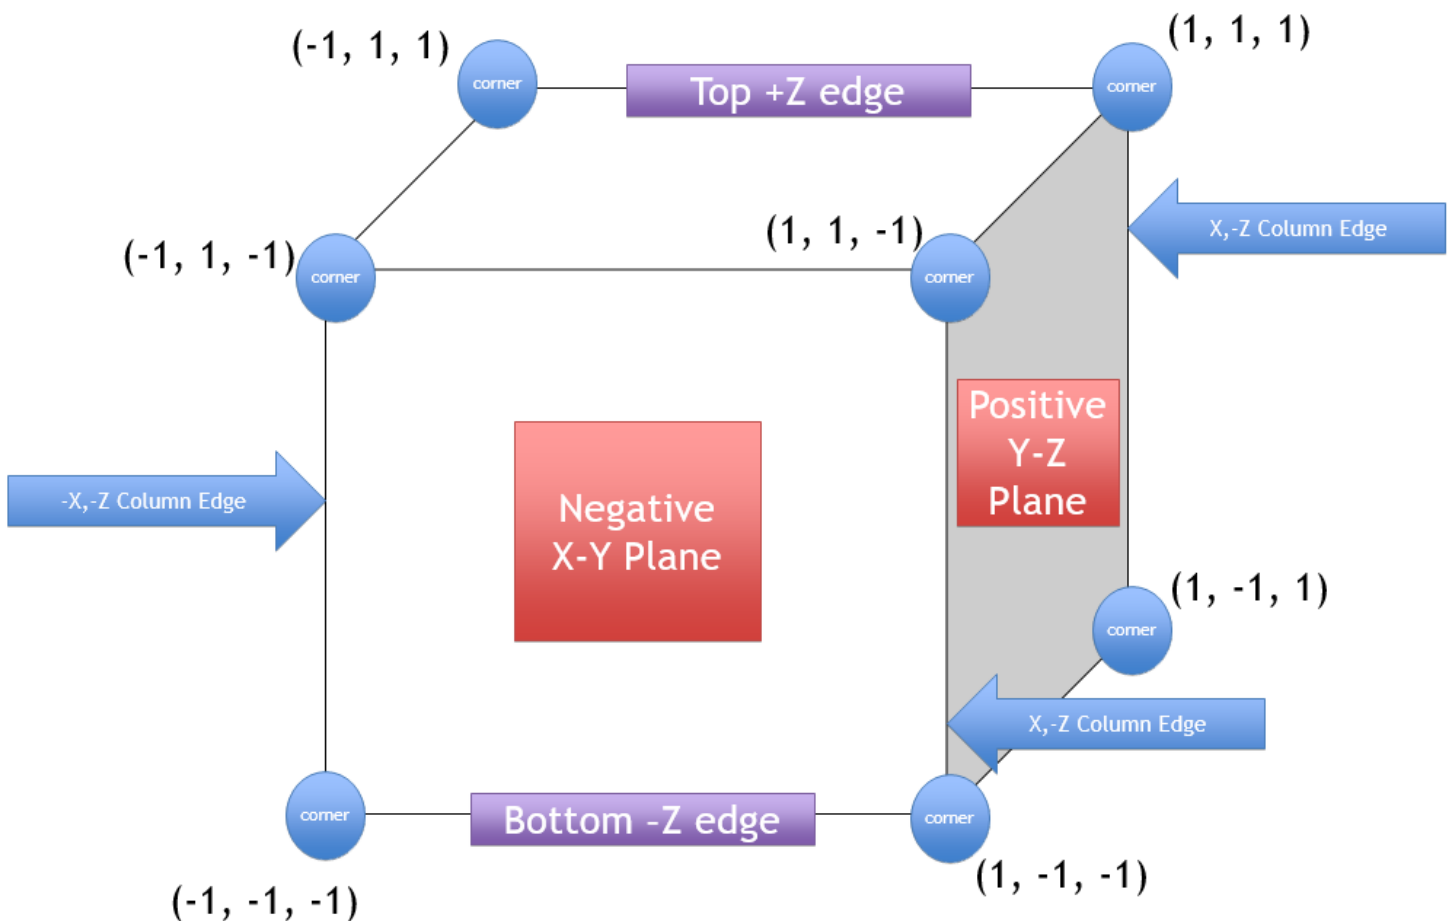 (-1, 1, 1)
(1, 1, 1)
corner
Top +Z edge
corner
(-1, 1, -1)
(1, 1, -1)
X,-Z Column Edge
corner
corner
Positive
Y-Z
Plane
-X,-Z Column Edge
Negative
X-Y Plane
(1, -1, 1)
corner
X,-Z Column Edge
corner
Bottom -Z edge
corner
(1, -1, -1)
(-1, -1, -1)